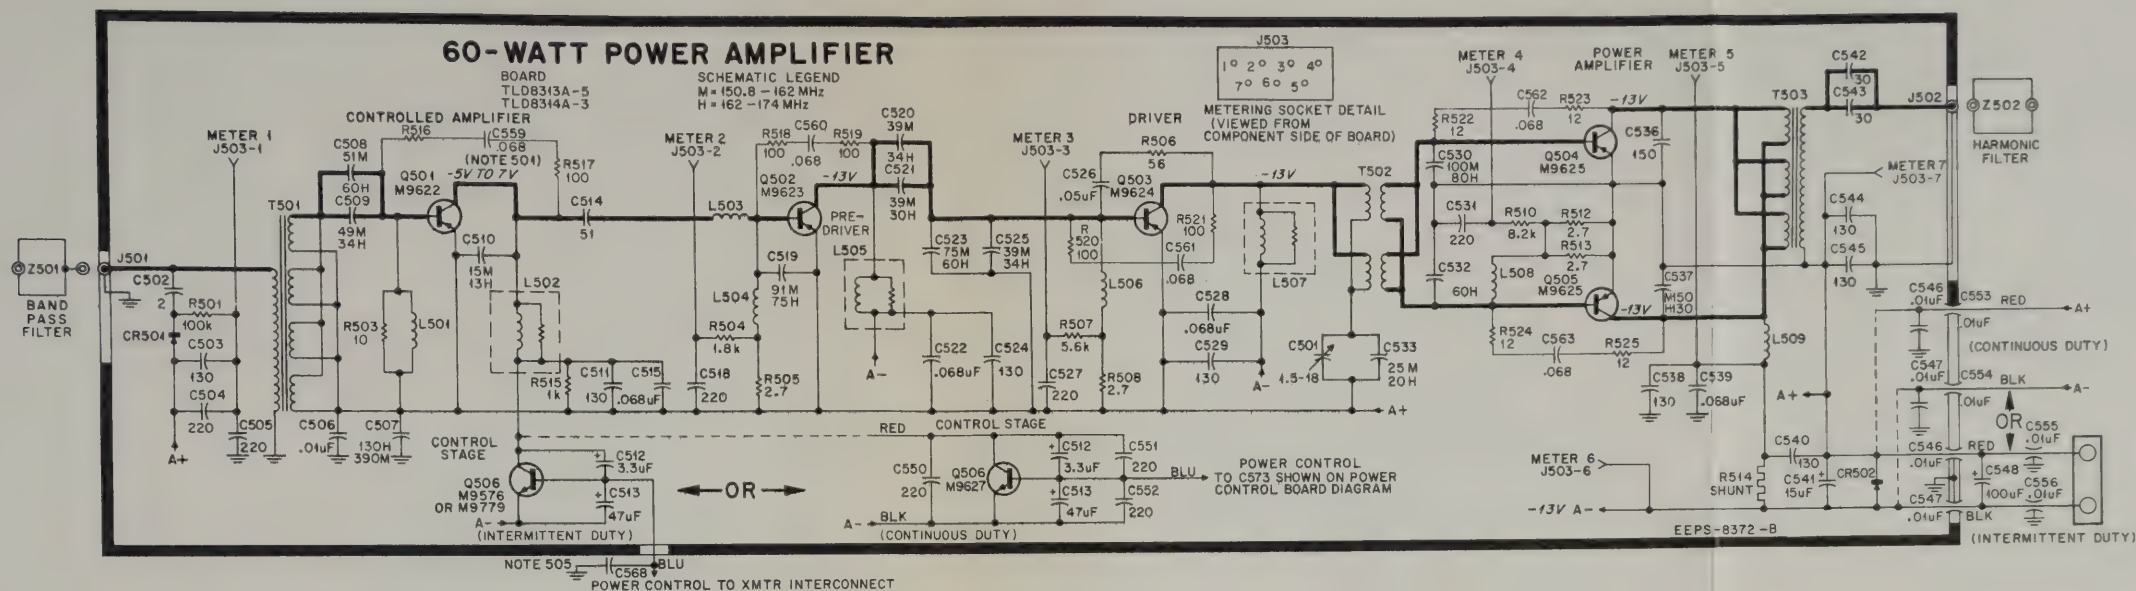 60-WATT POWER AMPLIFIER
BOARD
TLD8313A-5
TLD8314A-3
SCHEMATIC LEGEND
M = 150.8 - 162 MHz
H = 162 - 174 MHz
J503
1 2 3 4
7 6 5
METERING SOCKET DETAIL
(VIEWED FROM
COMPONENT SIDE OF BOARD)
Z501
BAND
PASS
FILTER
J501
C502
2
R501
100k
CR501
C503
130
C504
220
A+
METER 1
J503-1
C505
220
T501
C506
.01uF
C508
51M
60H
C509
49M
34H
R503
10
L501
C507
130H
390M
CONTROLLED AMPLIFIER
R516
C559
.068
(NOTE 501)
-5V TO 7V
Q501
M9622
R517
100
C510
15M
13H
L502
R515
1k
C511
130
C515
.068uF
C514
51
METER 2
J503-2
L503
R518
100
C560
.068
R519
100
Q502
M9623
-13V
PRE-
DRIVER
C519
91M
75H
L504
R504
1.8k
C518
220
R505
2.7
L505
A-
C520
39M
34H
C521
39M
30H
C523
75M
60H
C525
39M
34H
C522
.068uF
C524
130
METER 3
J503-3
C526
.05uF
R
520
100
L506
R507
5.6k
C527
220
R508
2.7
DRIVER
R506
56
Q503
M9624
-13V
R521
100
C561
.068
C528
.068uF
C529
130
L507
A-
C501
1.5-18
C533
25M
20H
A+
T502
METER 4
J503-4
C562
.068
R523
12
R522
12
C530
100M
80H
C531
220
C532
60H
R510
8.2k
R512
2.7
R513
2.7
L508
R524
12
C563
.068
R525
12
POWER
AMPLIFIER
Q504
M9625
-13V
Q505
M9625
-13V
METER 5
J503-5
C536
150
C537
M50
H30
C538
130
C539
.068uF
L509
T503
C542
30
C543
30
J502
Z502
HARMONIC
FILTER
METER 7
J503-7
C544
130
C545
130
A+
C546
.01uF
C553
.01uF
RED
A+
(CONTINUOUS DUTY)
C547
.01uF
C554
.01uF
BLK
A-
OR
C546
.01uF
RED
C555
.01uF
C548
100uF
C556
.01uF
C547
.01uF
BLK
(INTERMITTENT DUTY)
C540
130
R514
SHUNT
C541
15uF
CR502
METER 6
J503-6
-13V A-
EEPS-8372-B
CONTROL
STAGE
Q506
M9576
OR M9779
C512
3.3uF
C513
47uF
A-
(INTERMITTENT DUTY)
OR
RED
CONTROL STAGE
C550
220
Q506
M9627
C512
3.3uF
C513
47uF
C551
220
C552
220
A-
BLK
(CONTINUOUS DUTY)
BLU
POWER CONTROL
TO C573 SHOWN ON POWER
CONTROL BOARD DIAGRAM
NOTE 505
C568
BLU
POWER CONTROL TO XMTR INTERCONNECT